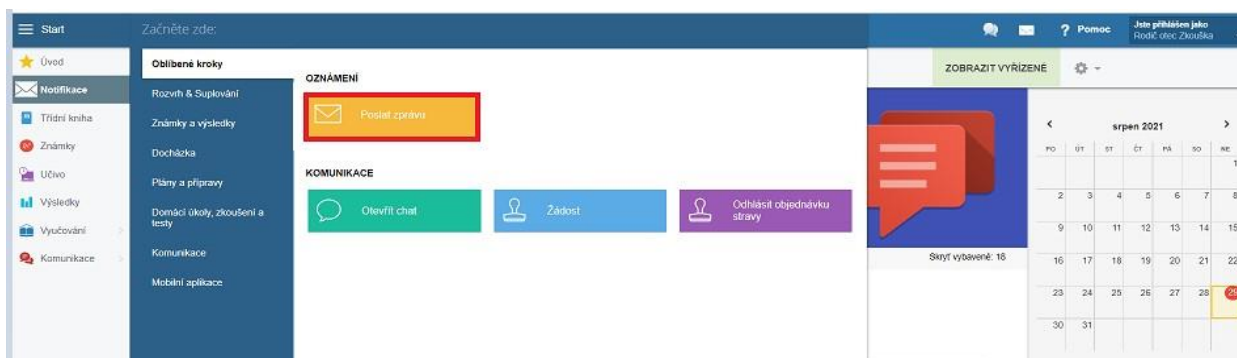 Start
Začněte zde:
? Pomoc
Jste přihlášen jako
Rodič otec Zkouška
Úvod
Notifikace
Třídní kniha
Známky
Učivo
Výsledky
Vyučování
Komunikace
Oblíbené kroky
Rozvrh & Suplování
Známky a výsledky
Docházka
Plány a přípravy
Domácí úkoly, zkoušení a
testy
Komunikace
Mobilní aplikace
OZNÁMENÍ
Poslat zprávu
KOMUNIKACE
Otevřít chat
Žádost
Odhlásit objednávku
stravy
ZOBRAZIT VYŘÍZENÉ
Skrýt vybavené: 16
srpen 2021
PO ÚT ST ČT PÁ SO NE
1
2 3 4 5 6 7 8
9 10 11 12 13 14 15
16 17 18 19 20 21 22
23 24 25 26 27 28 29
30 31